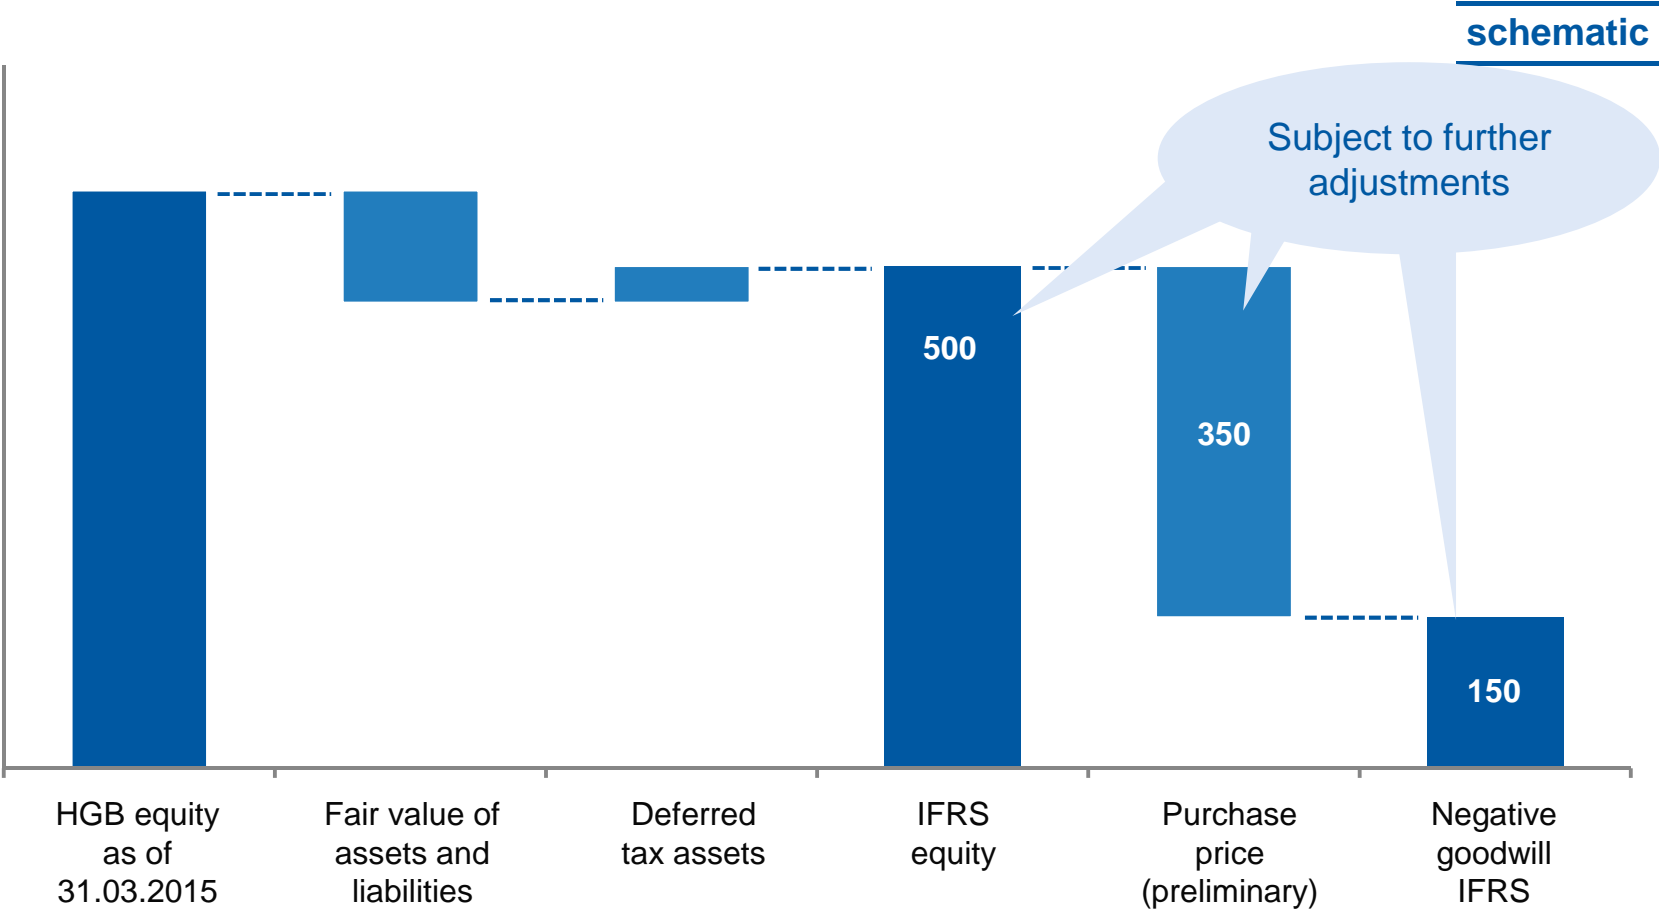 schematic
Subject to further
adjustments
500
350
150
HGB equity
as of
31.03.2015
Fair value of
assets and
liabilities
Deferred
tax assets
IFRS
equity
Purchase
price
(preliminary)
Negative
goodwill
IFRS